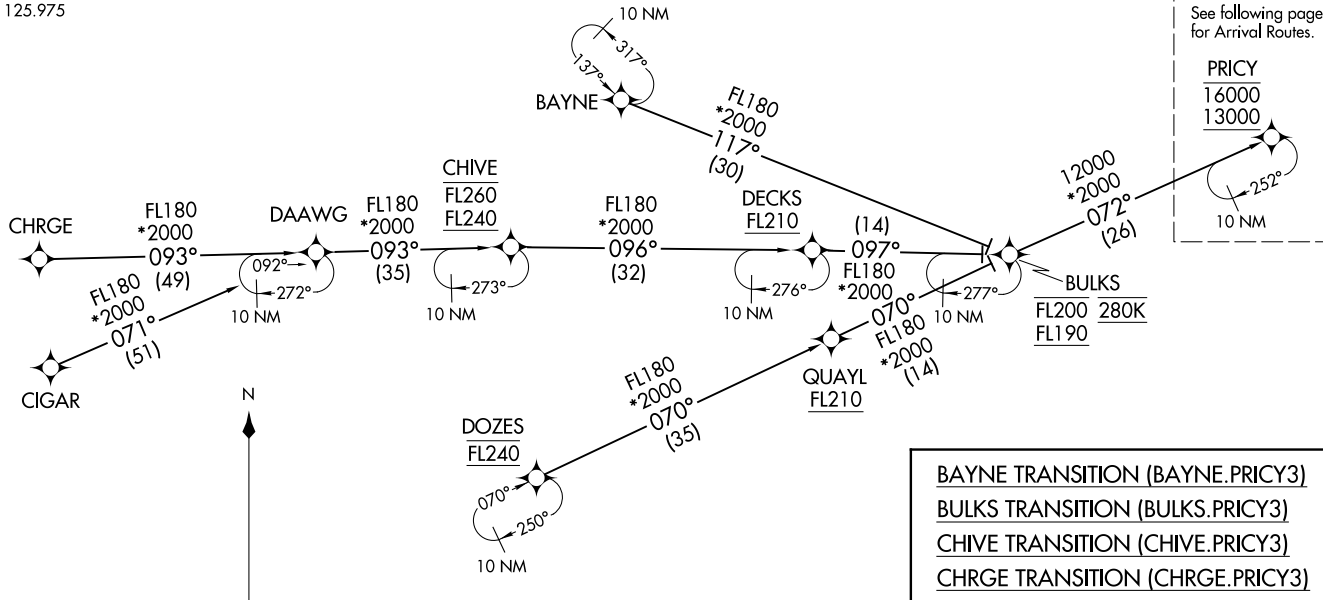 125.975
10 NM
317°
137°
BAYNE
FL180
*2000
117°
(30)
See following page
for Arrival Routes.
PRICY
16000
13000
252°
10 NM
12000
*2000
072°
(26)
CHRGE
FL180
*2000
093°
(49)
DAAWG
092°
272°
10 NM
FL180
*2000
093°
(35)
CHIVE
FL260
FL240
273°
10 NM
FL180
*2000
096°
(32)
DECKS
FL210
276°
10 NM
(14)
097°
FL180
*2000
277°
10 NM
BULKS
FL200 280K
FL190
FL180
*2000
071°
(51)
CIGAR
N
DOZES
FL240
070°
250°
10 NM
FL180
*2000
070°
(35)
QUAYL
FL210
070°
FL180
*2000
(14)
BAYNE TRANSITION (BAYNE.PRICY3)
BULKS TRANSITION (BULKS.PRICY3)
CHIVE TRANSITION (CHIVE.PRICY3)
CHRGE TRANSITION (CHRGE.PRICY3)